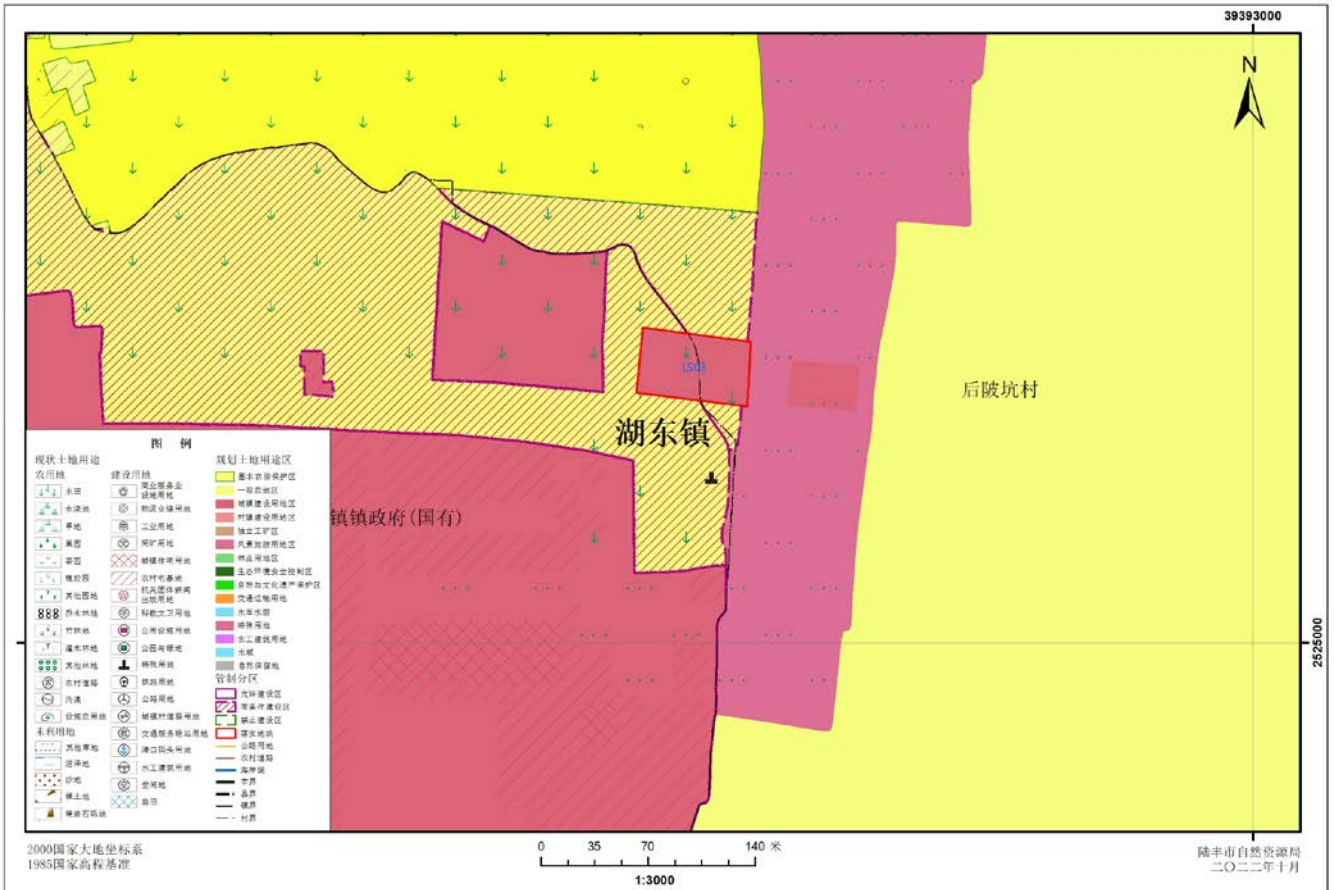 39393000
N
后陂坑村
LS03
湖东镇
镇镇政府(国有)
2525000
图 例
现状土地用途
农用地
水田
水浇地
旱地
果园
茶园
橡胶园
其他园地
乔木林地
竹林地
灌木林地
其他林地
农村道路
沟渠
设施农用地
未利用地
其他草地
沼泽地
沙地
裸土地
裸岩石砾地
建设用地
商业服务业
设施用地
物流仓储用地
工业用地
采矿用地
城镇住宅用地
农村宅基地
机关团体新闻
出版用地
科教文卫用地
公用设施用地
公园与绿地
特殊用地
铁路用地
公路用地
城镇村道路用地
交通服务场站用地
港口码头用地
水工建筑用地
空闲地
盐田
规划土地用途区
基本农田保护区
一般农地区
城镇建设用地区
村镇建设用地区
独立工矿区
风景旅游用地区
林业用地区
生态环境安全控制区
自然与文化遗产保护区
交通运输用地
水库水面
特殊用地
水工建筑用地
水域
自然保留地
管制分区
允许建设区
有条件建设区
禁止建设区
落实地块
公路用地
农村道路
海岸线
市界
县界
镇界
村界
2000国家大地坐标系
1985国家高程基准
0 35 70 140 米
1:3000
陆丰市自然资源局
二〇二二年十月